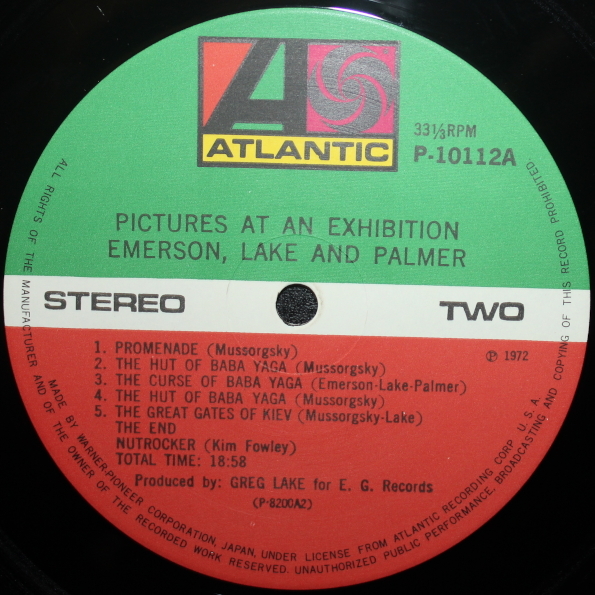 ATLANTIC
33⅓RPM
P-10112A
PICTURES AT AN EXHIBITION
EMERSON, LAKE AND PALMER
STEREO
TWO
1. PROMENADE (Mussorgsky)
2. THE HUT OF BABA YAGA (Mussorgsky)
3. THE CURSE OF BABA YAGA (Emerson-Lake-Palmer)
4. THE HUT OF BABA YAGA (Mussorgsky)
5. THE GREAT GATES OF KIEV (Mussorgsky-Lake)
THE END
NUTROCKER (Kim Fowley)
TOTAL TIME: 18:58
℗ 1972
Produced by: GREG LAKE for E. G. Records
(P-8200A2)
MADE BY WARNER-PIONEER CORPORATION, JAPAN, UNDER LICENSE FROM ATLANTIC RECORDING CORP. U. S. A.
ALL RIGHTS OF THE MANUFACTURER AND OF THE OWNER OF THE RECORDED WORK RESERVED. UNAUTHORIZED PUBLIC PERFORMANCE, BROADCASTING AND COPYING OF THIS RECORD PROHIBITED.